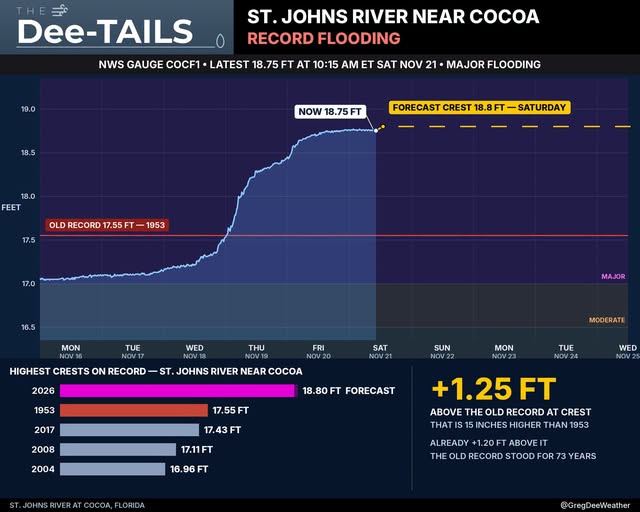 THE
Dee-TAILS
ST. JOHNS RIVER NEAR COCOA
RECORD FLOODING
NWS GAUGE COCF1 • LATEST 18.75 FT AT 10:15 AM ET SAT NOV 21 • MAJOR FLOODING
19.0
NOW 18.75 FT
FORECAST CREST 18.8 FT — SATURDAY
18.5
18.0
FEET
OLD RECORD 17.55 FT — 1953
17.5
MAJOR
17.0
MODERATE
16.5
MON
NOV 16
TUE
NOV 17
WED
NOV 18
THU
NOV 19
FRI
NOV 20
SAT
NOV 21
SUN
NOV 22
MON
NOV 23
TUE
NOV 24
WED
NOV 25
HIGHEST CRESTS ON RECORD — ST. JOHNS RIVER NEAR COCOA
2026 18.80 FT FORECAST
1953 17.55 FT
2017 17.43 FT
2008 17.11 FT
2004 16.96 FT
+1.25 FT
ABOVE THE OLD RECORD AT CREST
THAT IS 15 INCHES HIGHER THAN 1953
ALREADY +1.20 FT ABOVE IT
THE OLD RECORD STOOD FOR 73 YEARS
ST. JOHNS RIVER AT COCOA, FLORIDA
@GregDeeWeather